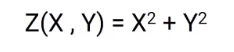 Z(X , Y) = X² + Y²